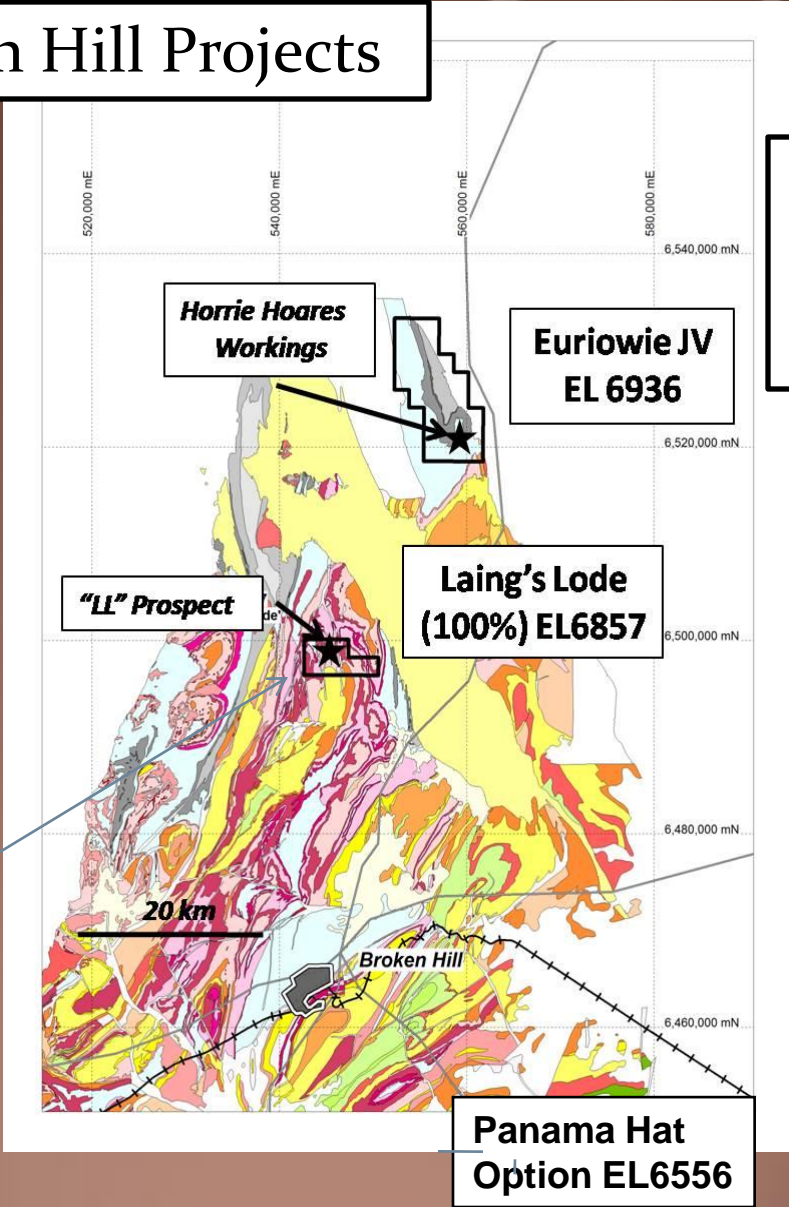 n Hill Projects
520,000 mE
540,000 mE
560,000 mE
580,000 mE
6,540,000 mN
Horrie Hoares
Workings
Euriowie JV
EL 6936
6,520,000 mN
Laing's Lode
(100%) EL6857
"LL" Prospect
de'
6,500,000 mN
6,480,000 mN
20 km
Broken Hill
6,460,000 mN
Panama Hat
Option EL6556